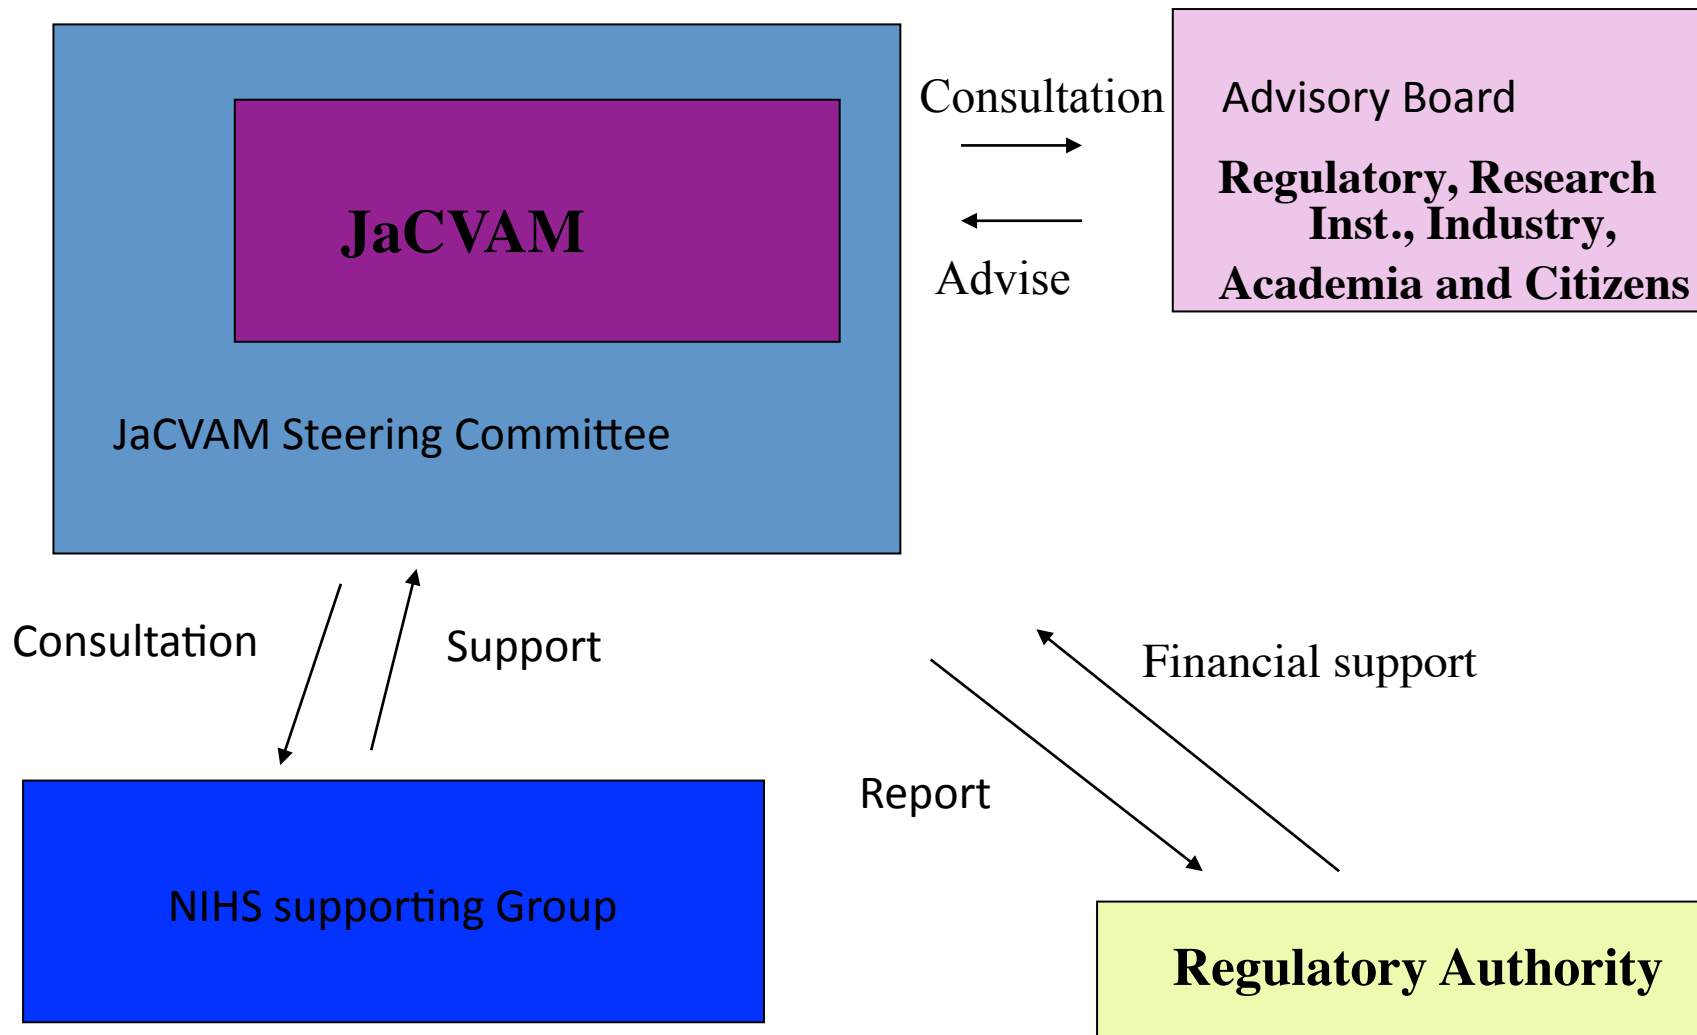 JaCVAM
JaCVAM Steering Committee
Consultation
Advise
Advisory Board
Regulatory, Research
Inst., Industry,
Academia and Citizens
Consultation
Support
Financial support
Report
NIHS supporting Group
Regulatory Authority